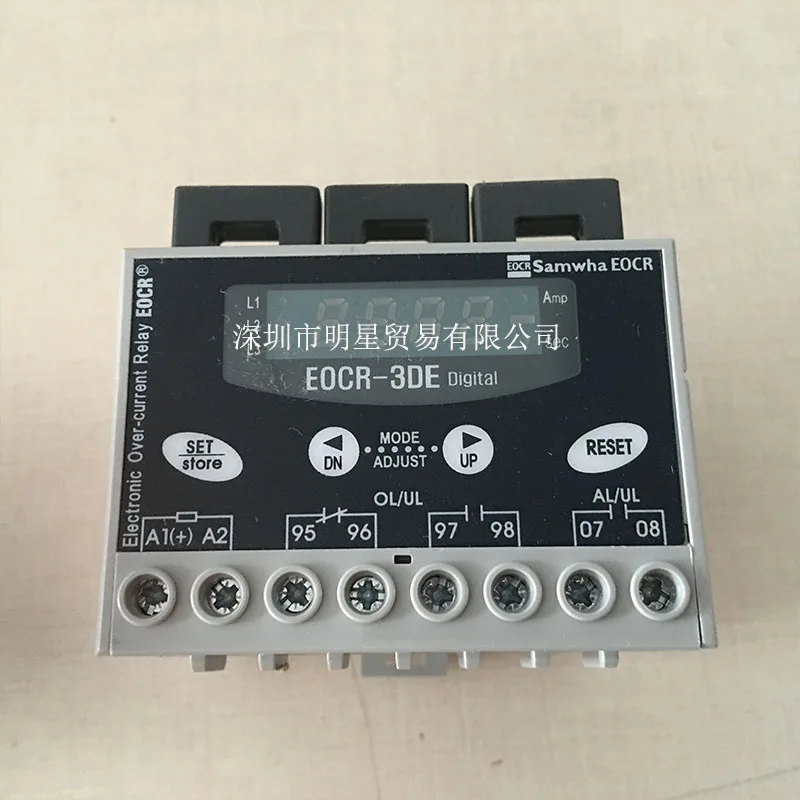 Electronic Over-current Relay EOCR®
EOCR Samwha EOCR
L1
Amp
深圳市明星贸易有限公司
EOCR-3DE Digital
SET
store
DN
MODE
ADJUST
UP
RESET
A1(+) A2
OL/UL
95 96
97 98
AL/UL
07 08